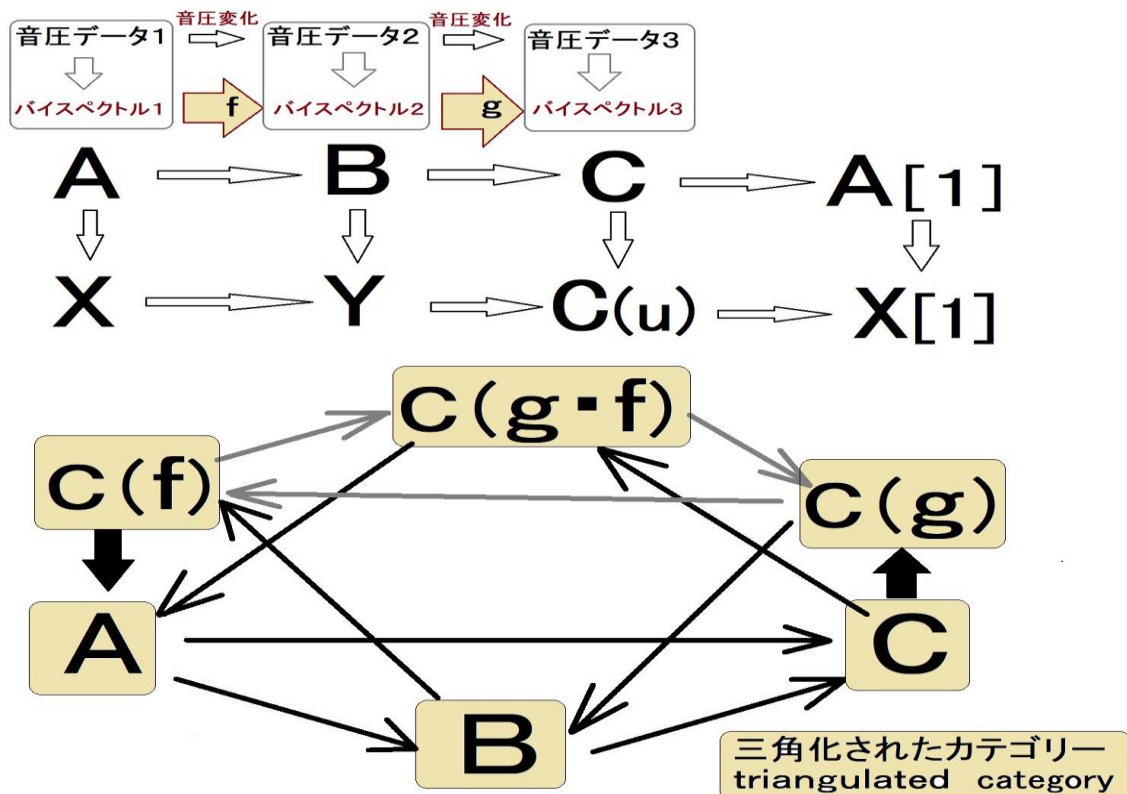 音圧変化 音圧変化
音圧データ1 音圧データ2 音圧データ3
バイスペクトル1 f バイスペクトル2 g バイスペクトル3
A B C A[1]
X Y C(u) X[1]
C(g・f)
C(f) C(g)
A C
B
三角化されたカテゴリー
triangulated category